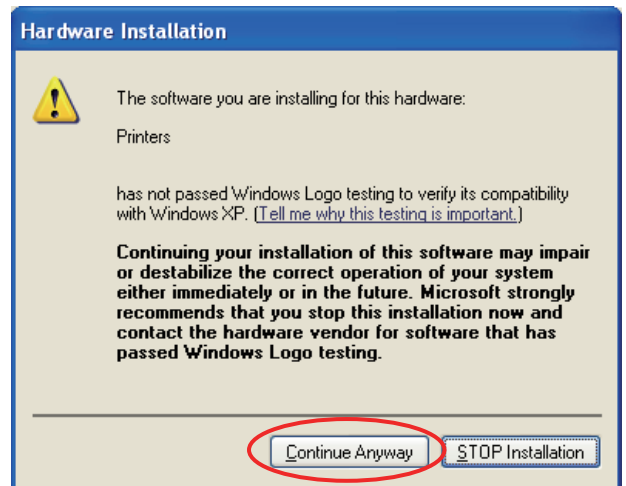 Hardware Installation
The software you are installing for this hardware:
Printers
has not passed Windows Logo testing to verify its compatibility
with Windows XP. (Tell me why this testing is important.)
Continuing your installation of this software may impair
or destabilize the correct operation of your system
either immediately or in the future. Microsoft strongly
recommends that you stop this installation now and
contact the hardware vendor for software that has
passed Windows Logo testing.
Continue Anyway
STOP Installation